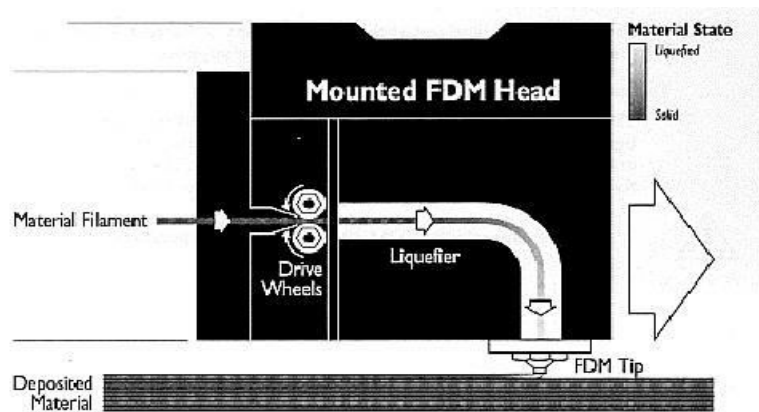 Material State
Liquefied
Solid
Mounted FDM Head
Material Filament
Drive
Wheels
Liquefier
FDM Tip
Deposited
Material